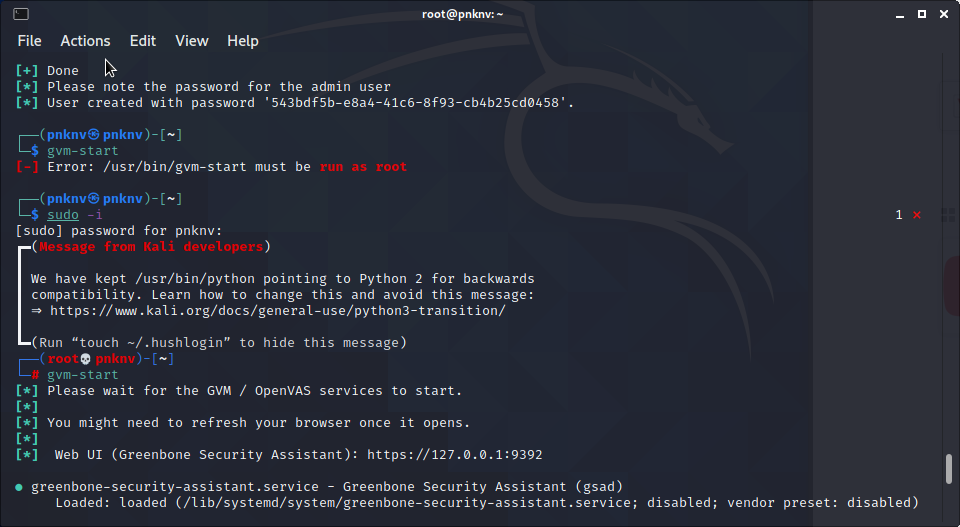 root@pnknv: ~
File Actions Edit View Help
[+] Done
[*] Please note the password for the admin user
[*] User created with password '543bdf5b-e8a4-41c6-8f93-cb4b25cd0458'.
┌──(pnknv㉿pnknv)-[~]
└─$ gvm-start
[-] Error: /usr/bin/gvm-start must be run as root
┌──(pnknv㉿pnknv)-[~]
└─$ sudo -i 1 ⨯
[sudo] password for pnknv:
┏━(Message from Kali developers)
┃ We have kept /usr/bin/python pointing to Python 2 for backwards
┃ compatibility. Learn how to change this and avoid this message:
┃ ⇒ https://www.kali.org/docs/general-use/python3-transition/
┗━(Run “touch ~/.hushlogin” to hide this message)
┌──(root💀pnknv)-[~]
└─# gvm-start
[*] Please wait for the GVM / OpenVAS services to start.
[*]
[*] You might need to refresh your browser once it opens.
[*]
[*] Web UI (Greenbone Security Assistant): https://127.0.0.1:9392
● greenbone-security-assistant.service - Greenbone Security Assistant (gsad)
Loaded: loaded (/lib/systemd/system/greenbone-security-assistant.service; disabled; vendor preset: disabled)